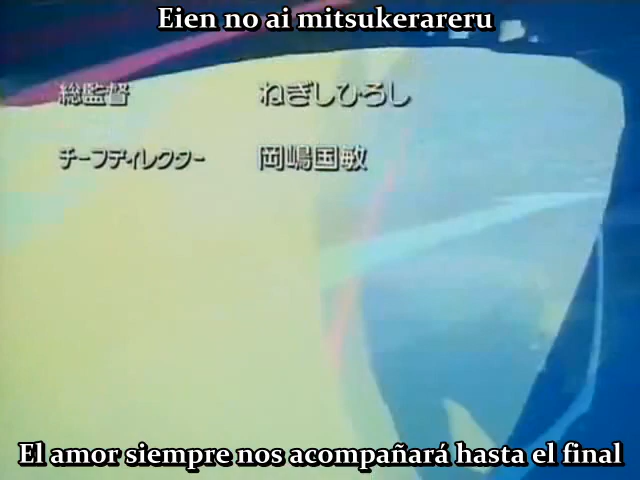 Eien no ai mitsukerareru
総監督 ねぎしひろし
チーフディレクター 岡嶋国敏
El amor siempre nos acompañará hasta el final